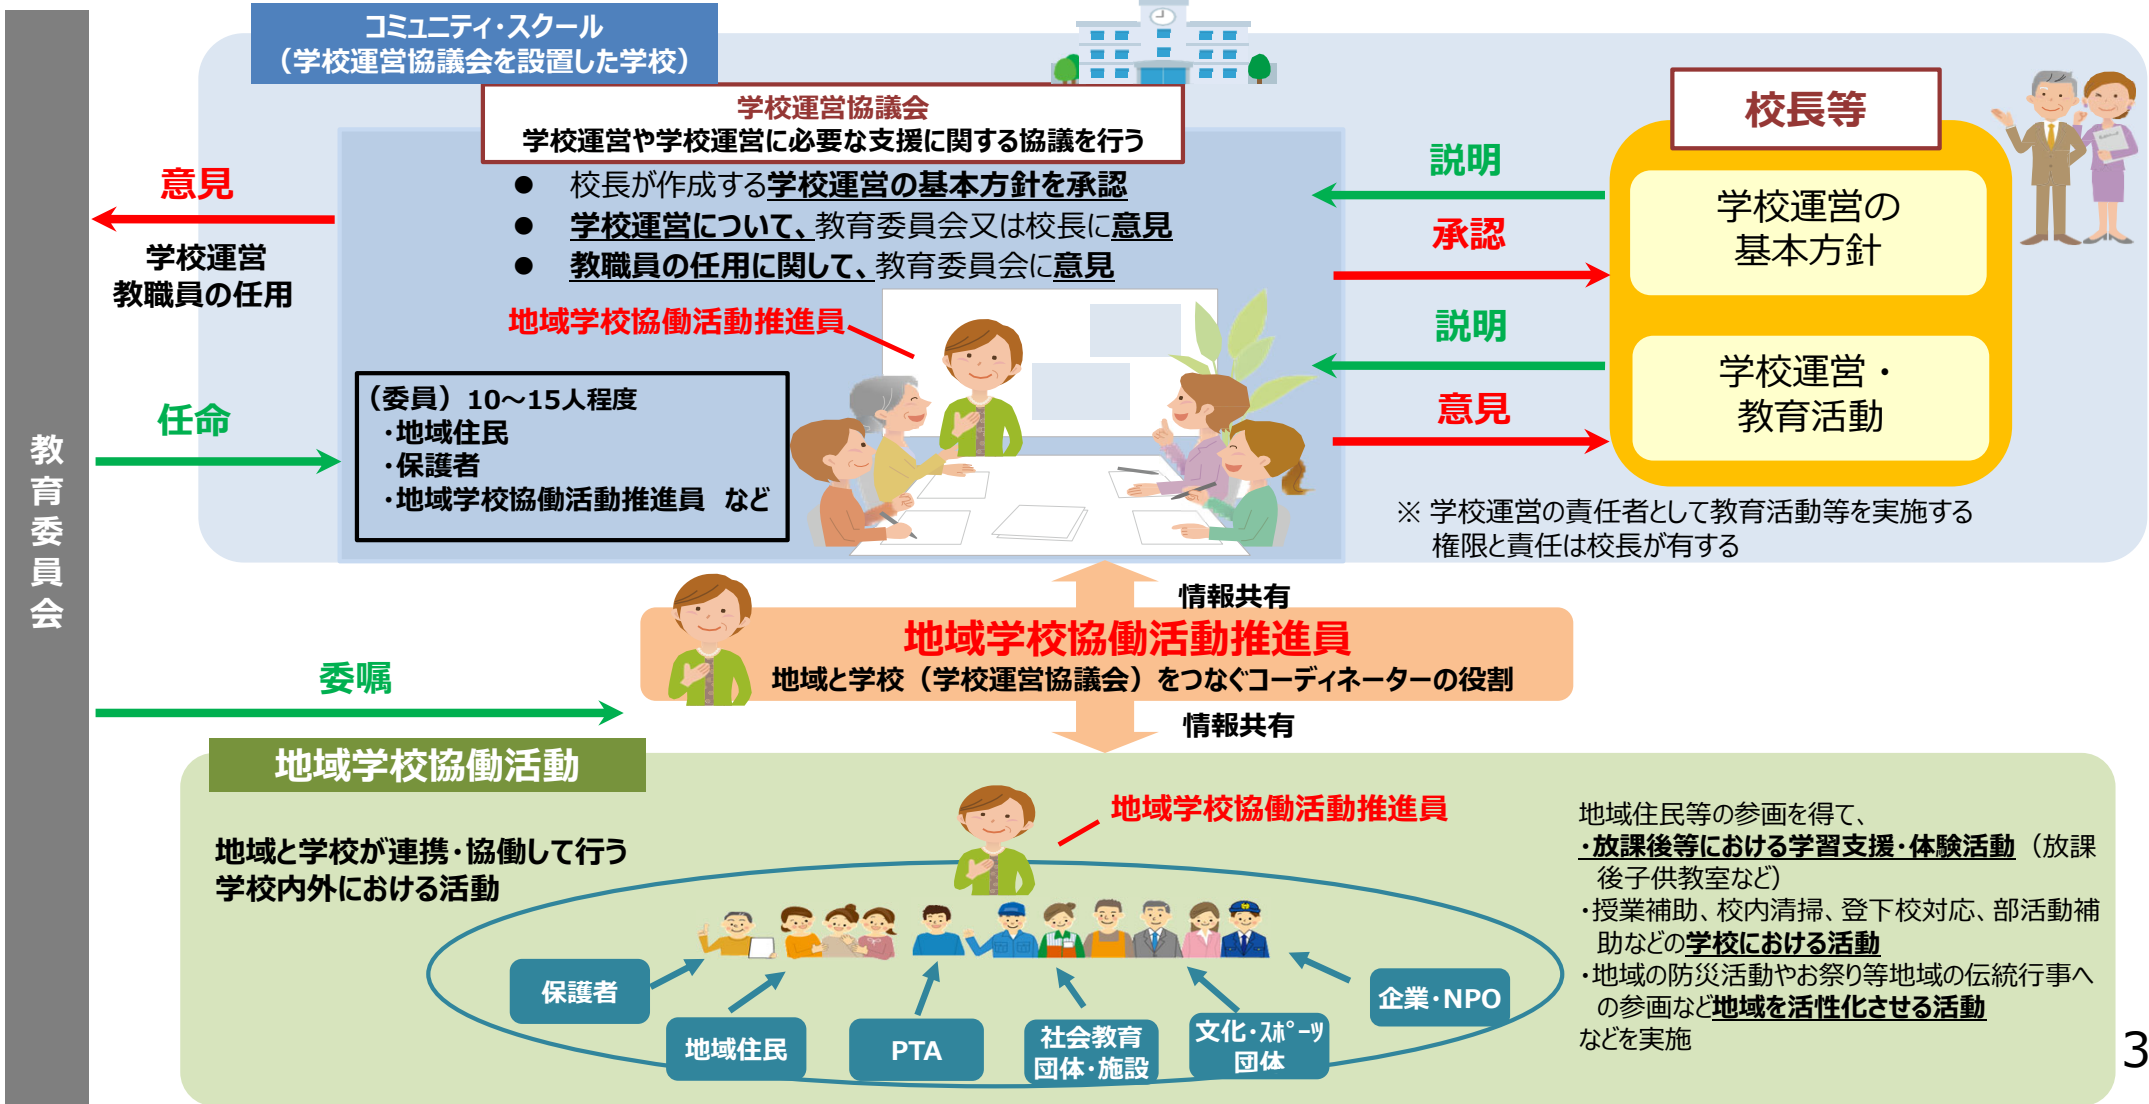 コミュニティ・スクール
（学校運営協議会を設置した学校）
学校運営協議会
学校運営や学校運営に必要な支援に関する協議を行う
● 校長が作成する学校運営の基本方針を承認
● 学校運営について、教育委員会又は校長に意見
● 教職員の任用に関して、教育委員会に意見
地域学校協働活動推進員
（委員）10～15人程度
・地域住民
・保護者
・地域学校協働活動推進員　など
意見
学校運営
教職員の任用
任命
教育委員会
説明
承認
説明
意見
校長等
学校運営の
基本方針
学校運営・
教育活動
※ 学校運営の責任者として教育活動等を実施する
権限と責任は校長が有する
情報共有
地域学校協働活動推進員
地域と学校（学校運営協議会）をつなぐコーディネーターの役割
情報共有
委嘱
地域学校協働活動
地域と学校が連携・協働して行う
学校内外における活動
地域学校協働活動推進員
保護者
地域住民
PTA
社会教育
団体・施設
文化・ｽﾎﾟｰﾂ
団体
企業・NPO
地域住民等の参画を得て、
・放課後等における学習支援・体験活動（放課
後子供教室など）
・授業補助、校内清掃、登下校対応、部活動補
助などの学校における活動
・地域の防災活動やお祭り等地域の伝統行事へ
の参画など地域を活性化させる活動
などを実施
3